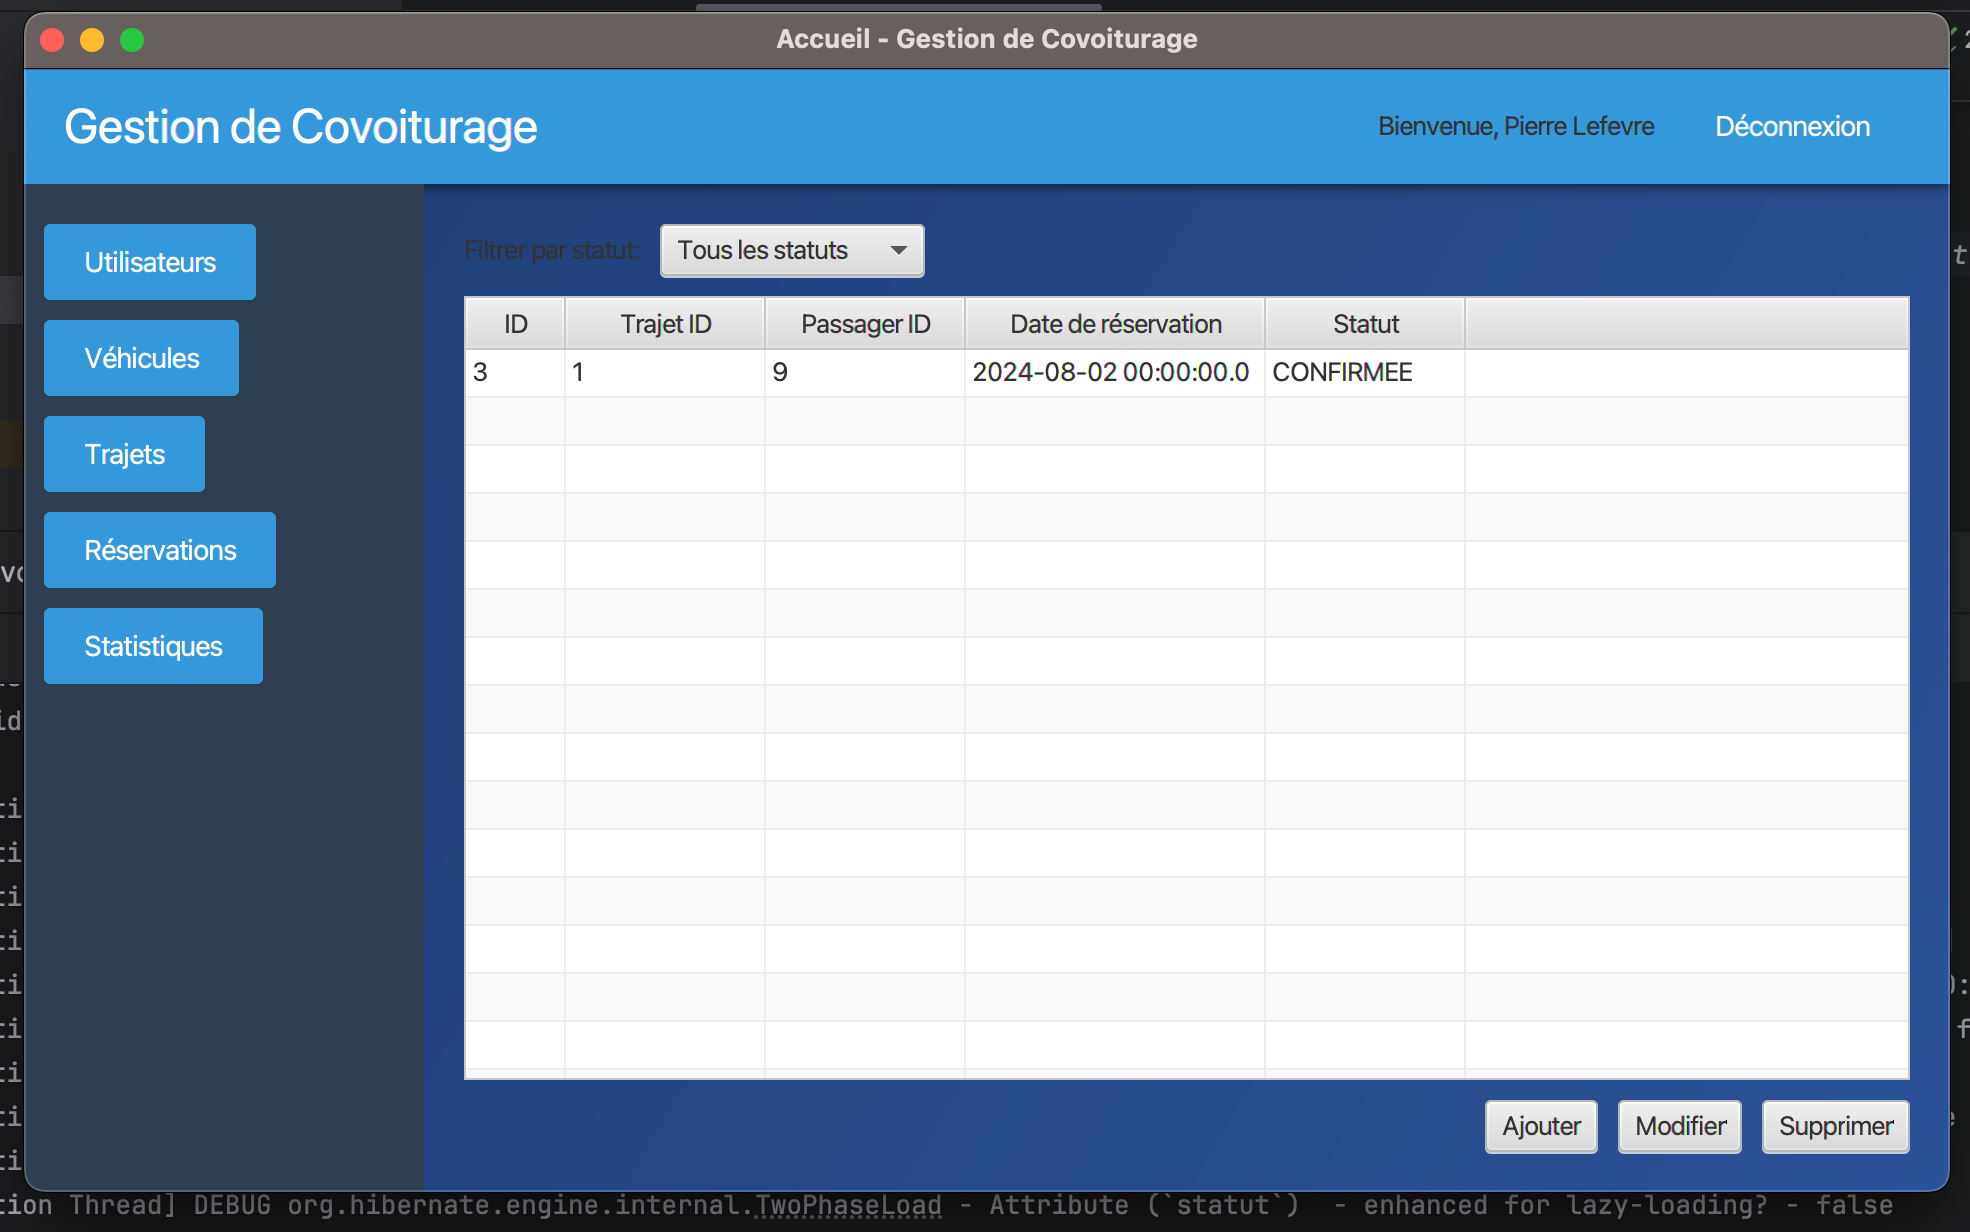 Accueil - Gestion de Covoiturage
Gestion de Covoiturage
Bienvenue, Pierre Lefevre
Déconnexion
Utilisateurs
Véhicules
Trajets
Réservations
Statistiques
Filtrer par statut: Tous les statuts
ID Trajet ID Passager ID Date de réservation Statut
3 1 9 2024-08-02 00:00:00.0 CONFIRMEE
Ajouter Modifier Supprimer
tion Thread] DEBUG org.hibernate.engine.internal.TwoPhaseLoad - Attribute (`statut`)  - enhanced for lazy-loading? - false